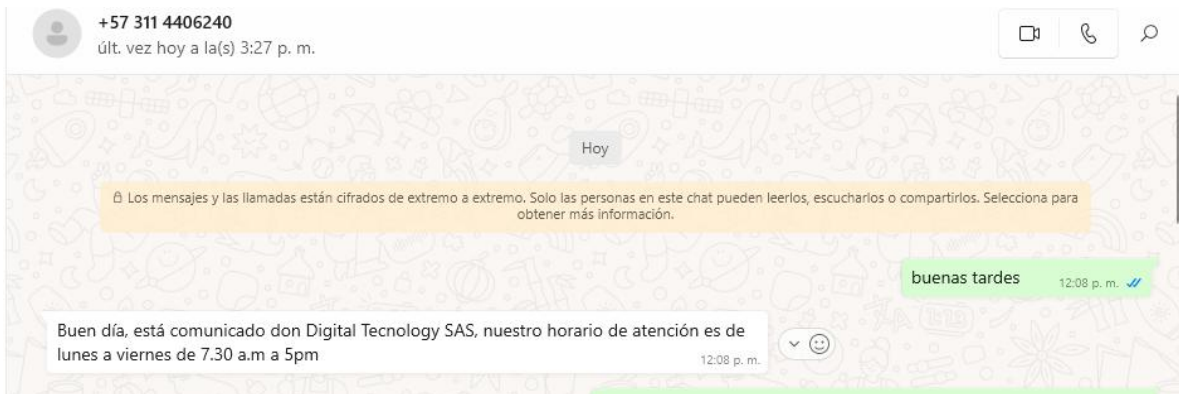 +57 311 4406240
últ. vez hoy a la(s) 3:27 p. m.
Hoy
Los mensajes y las llamadas están cifrados de extremo a extremo. Solo las personas en este chat pueden leerlos, escucharlos o compartirlos. Selecciona para
obtener más información.
buenas tardes
12:08 p. m.
Buen día, está comunicado don Digital Tecnology SAS, nuestro horario de atención es de
lunes a viernes de 7.30 a.m a 5pm
12:08 p. m.